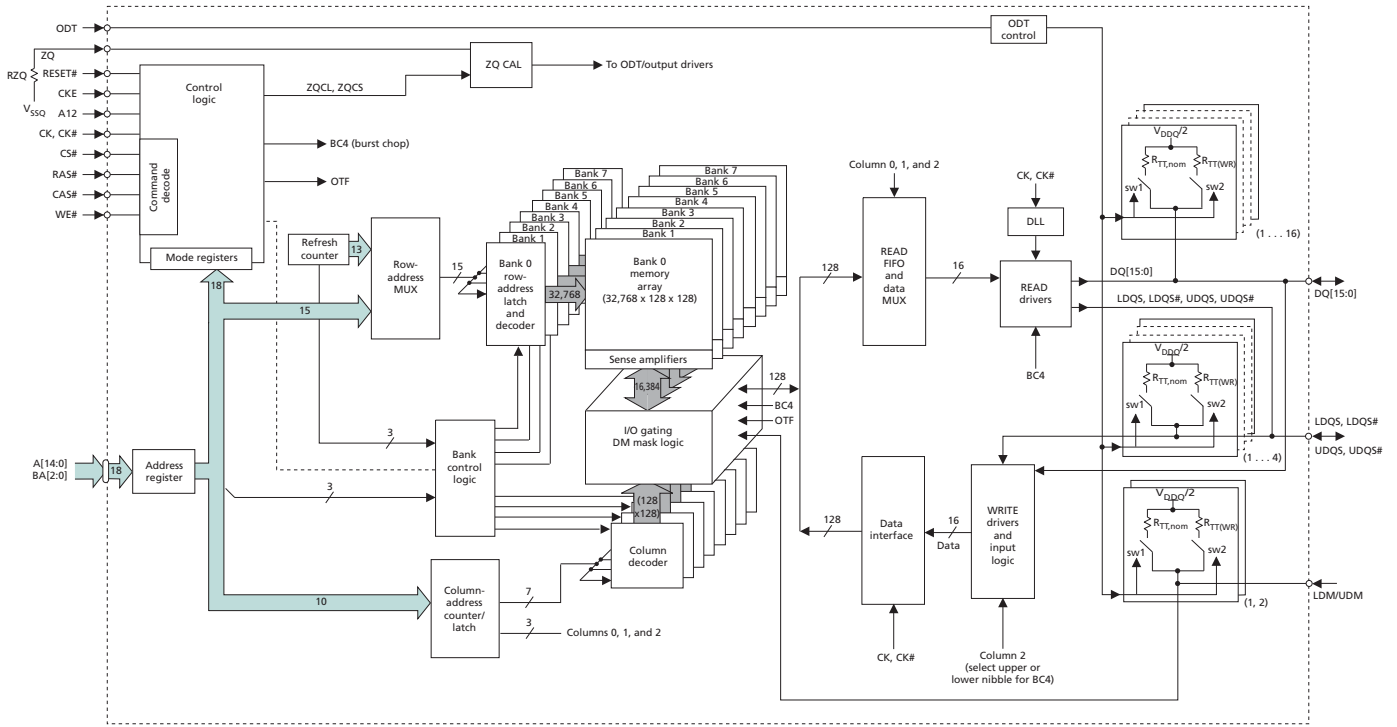 ODT
ODT
control
ZQ
RZQ
RESET#
CKE
VSSQ
A12
CK, CK#
CS#
RAS#
CAS#
WE#
Control
logic
Command
decode
Mode registers
ZQ CAL
To ODT/output drivers
ZQCL, ZQCS
BC4 (burst chop)
OTF
Refresh
counter
13
Row-
address
MUX
15
18
15
Bank 7
Bank 6
Bank 5
Bank 4
Bank 3
Bank 2
Bank 1
Bank 0
row-
address
latch
and
decoder
32,768
Bank 7
Bank 6
Bank 5
Bank 4
Bank 3
Bank 2
Bank 1
Bank 0
memory
array
(32,768 x 128 x 128)
Sense amplifiers
16,384
I/O gating
DM mask logic
128
BC4
OTF
(128
x128)
Column
decoder
3
3
Bank
control
logic
A[14:0]
BA[2:0]
18
Address
register
10
Column-
address
counter/
latch
7
3
Columns 0, 1, and 2
Column 0, 1, and 2
128
READ
FIFO
and
data
MUX
16
CK, CK#
DLL
READ
drivers
BC4
DQ[15:0]
LDQS, LDQS#, UDQS, UDQS#
128
Data
interface
16
Data
CK, CK#
WRITE
drivers
and
input
logic
Column 2
(select upper or
lower nibble for BC4)
VDDQ/2
RTT,nom
RTT(WR)
sw1
sw2
(1 . . . 16)
DQ[15:0]
VDDQ/2
RTT,nom
RTT(WR)
sw1
sw2
(1 . . . 4)
LDQS, LDQS#
UDQS, UDQS#
VDDQ/2
RTT,nom
RTT(WR)
sw1
sw2
(1, 2)
LDM/UDM